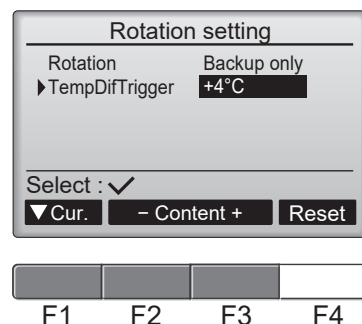 Rotation setting
Rotation Backup only
TempDifTrigger +4°C
Select :
Cur. − Content + Reset
F1 F2 F3 F4